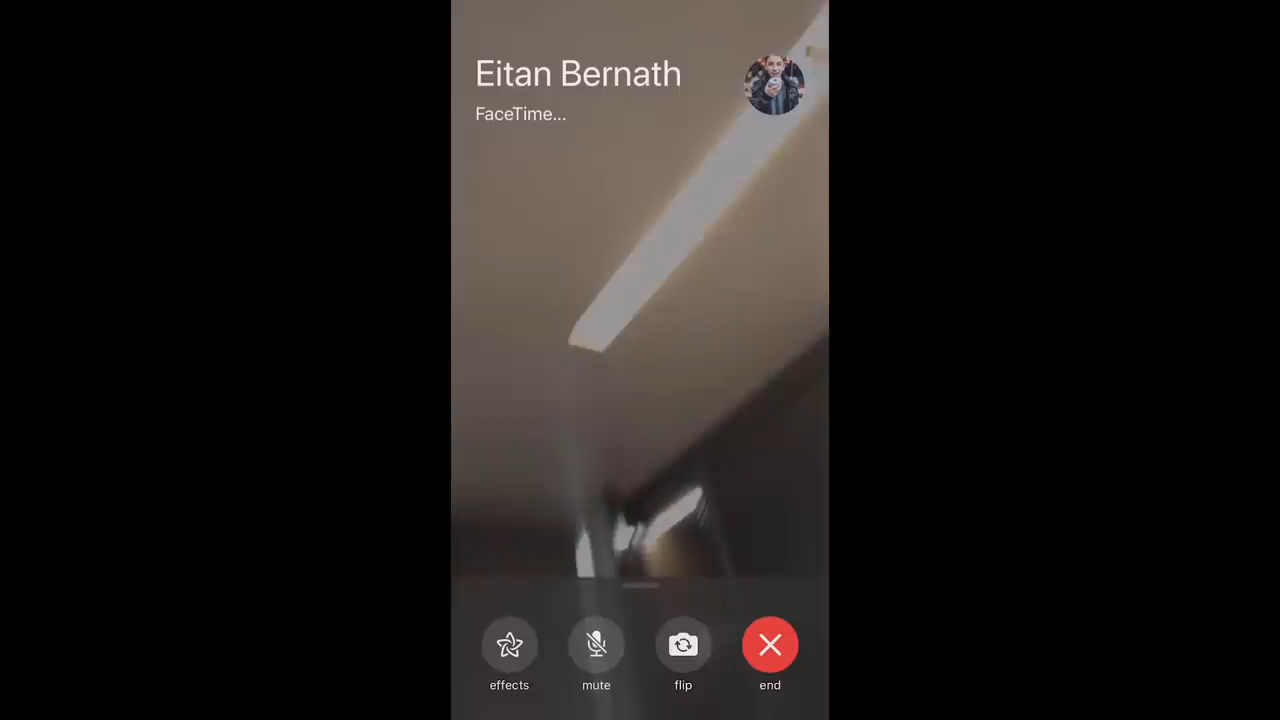 Eitan Bernath
FaceTime...
effects
mute
flip
end